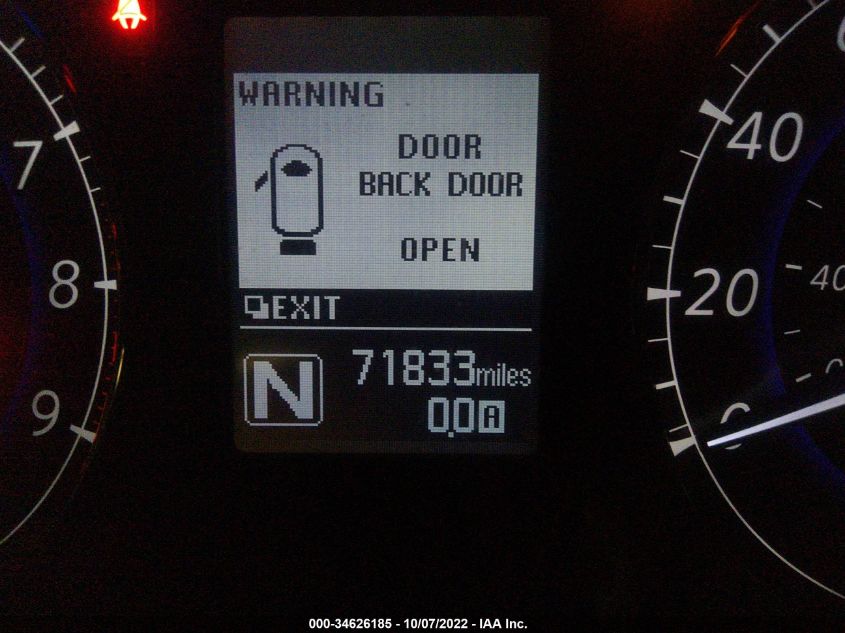 WARNING
DOOR
BACK DOOR
OPEN
EXIT
N
71833miles
0.0A
7
8
9
40
20
0
40
000-34626185 - 10/07/2022 - IAA Inc.